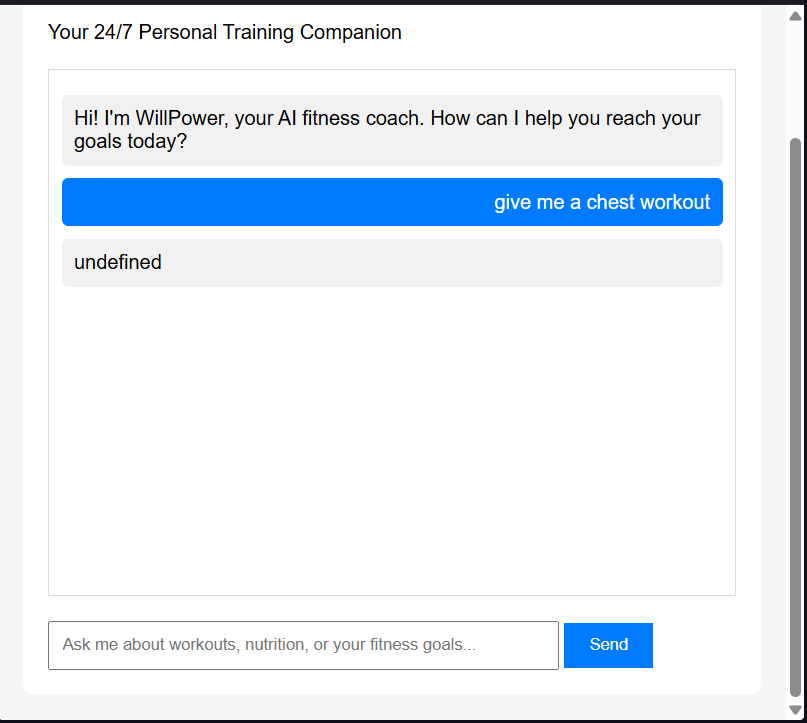 Your 24/7 Personal Training Companion
Hi! I'm WillPower, your AI fitness coach. How can I help you reach your
goals today?
give me a chest workout
undefined
Ask me about workouts, nutrition, or your fitness goals...
Send